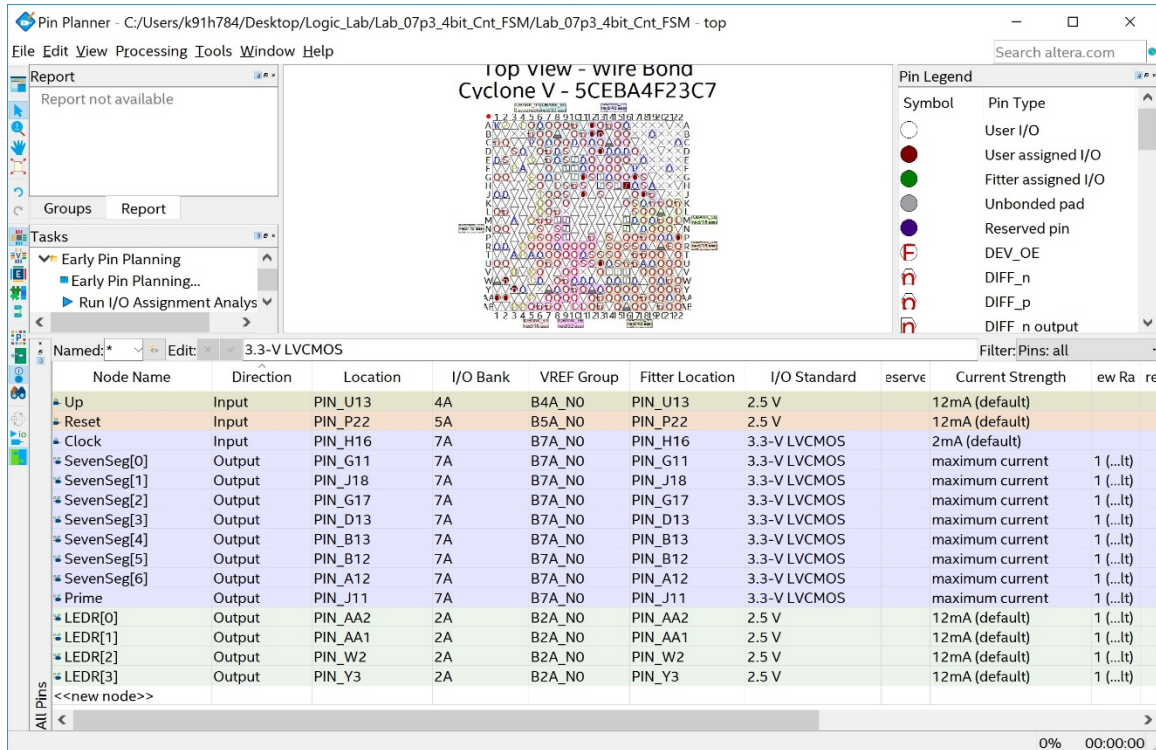 Pin Planner - C:/Users/k91h784/Desktop/Logic_Lab/Lab_07p3_4bit_Cnt_FSM/Lab_07p3_4bit_Cnt_FSM - top
File Edit View Processing Tools Window Help
Search altera.com
Report
Report not available
Groups Report
Tasks
Early Pin Planning
Early Pin Planning...
Run I/O Assignment Analys
Top View - Wire Bond
Cyclone V - 5CEBA4F23C7
Pin Legend
Symbol Pin Type
User I/O
User assigned I/O
Fitter assigned I/O
Unbonded pad
Reserved pin
DEV_OE
DIFF_n
DIFF_p
DIFF_n output
Named: * Edit: 3.3-V LVCMOS Filter: Pins: all
Node Name Direction Location I/O Bank VREF Group Fitter Location I/O Standard eserve Current Strength ew Ra re
Up Input PIN_U13 4A B4A_N0 PIN_U13 2.5 V 12mA (default)
Reset Input PIN_P22 5A B5A_N0 PIN_P22 2.5 V 12mA (default)
Clock Input PIN_H16 7A B7A_N0 PIN_H16 3.3-V LVCMOS 2mA (default)
SevenSeg[0] Output PIN_G11 7A B7A_N0 PIN_G11 3.3-V LVCMOS maximum current 1 (...lt)
SevenSeg[1] Output PIN_J18 7A B7A_N0 PIN_J18 3.3-V LVCMOS maximum current 1 (...lt)
SevenSeg[2] Output PIN_G17 7A B7A_N0 PIN_G17 3.3-V LVCMOS maximum current 1 (...lt)
SevenSeg[3] Output PIN_D13 7A B7A_N0 PIN_D13 3.3-V LVCMOS maximum current 1 (...lt)
SevenSeg[4] Output PIN_B13 7A B7A_N0 PIN_B13 3.3-V LVCMOS maximum current 1 (...lt)
SevenSeg[5] Output PIN_B12 7A B7A_N0 PIN_B12 3.3-V LVCMOS maximum current 1 (...lt)
SevenSeg[6] Output PIN_A12 7A B7A_N0 PIN_A12 3.3-V LVCMOS maximum current 1 (...lt)
Prime Output PIN_J11 7A B7A_N0 PIN_J11 3.3-V LVCMOS maximum current 1 (...lt)
LEDR[0] Output PIN_AA2 2A B2A_N0 PIN_AA2 2.5 V 12mA (default) 1 (...lt)
LEDR[1] Output PIN_AA1 2A B2A_N0 PIN_AA1 2.5 V 12mA (default) 1 (...lt)
LEDR[2] Output PIN_W2 2A B2A_N0 PIN_W2 2.5 V 12mA (default) 1 (...lt)
LEDR[3] Output PIN_Y3 2A B2A_N0 PIN_Y3 2.5 V 12mA (default) 1 (...lt)
<<new node>>
All Pins
0% 00:00:00